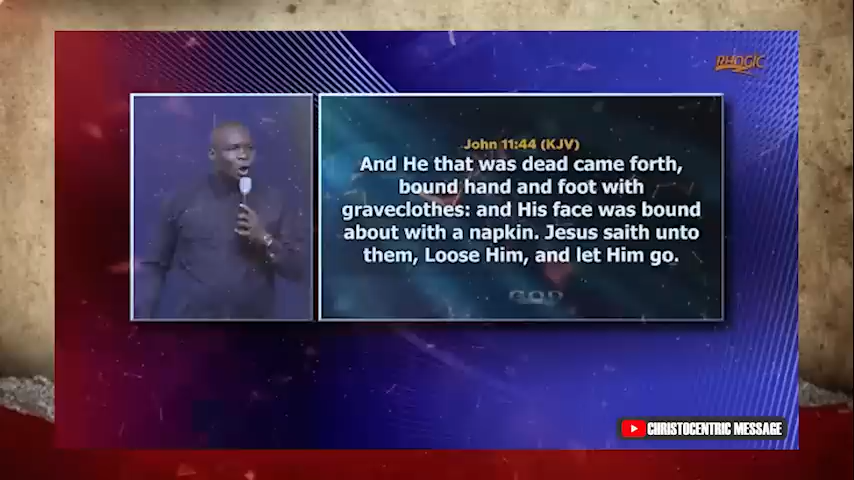 RHOGIC
John 11:44 (KJV)
And He that was dead came forth,
bound hand and foot with
graveclothes: and His face was bound
about with a napkin. Jesus saith unto
them, Loose Him, and let Him go.
GOD
CHRISTOCENTRIC MESSAGE